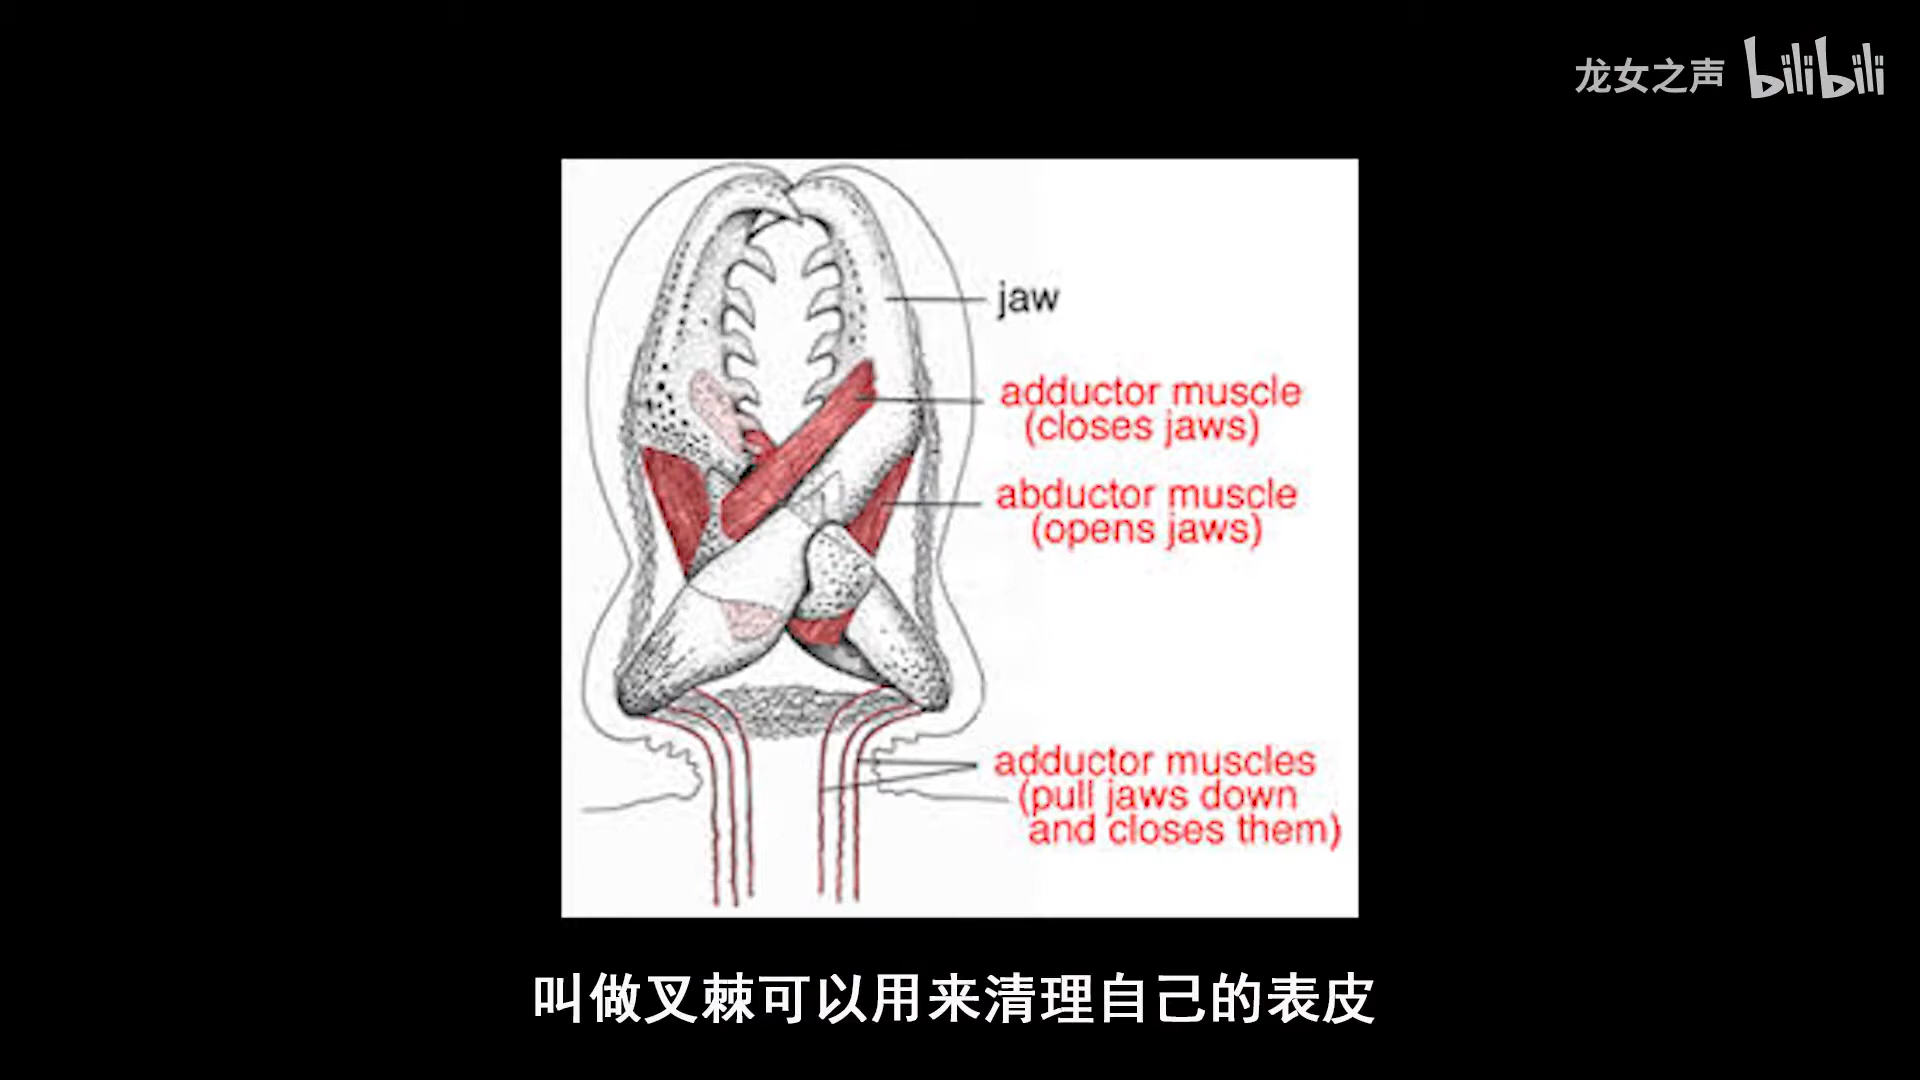 龙女之声 bilibili
jaw
adductor muscle
(closes jaws)
abductor muscle
(opens jaws)
adductor muscles
(pull jaws down
and closes them)
叫做叉棘可以用来清理自己的表皮